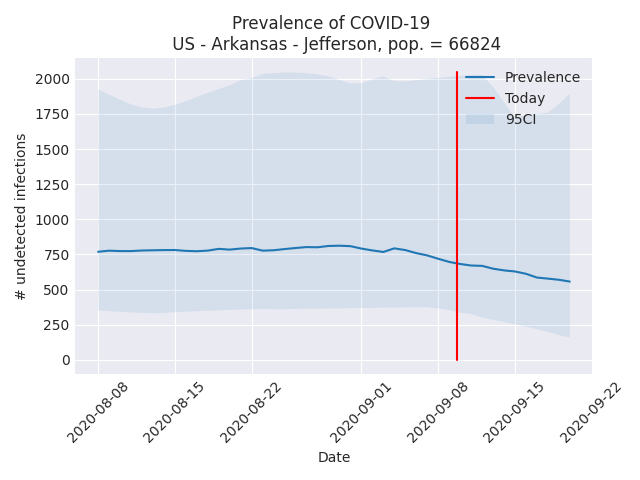 Prevalence of COVID-19
US - Arkansas - Jefferson, pop. = 66824
# undetected infections
2000
1750
1500
1250
1000
750
500
250
0
Prevalence
Today
95CI
2020-08-08
2020-08-15
2020-08-22
2020-09-01
2020-09-08
2020-09-15
2020-09-22
Date